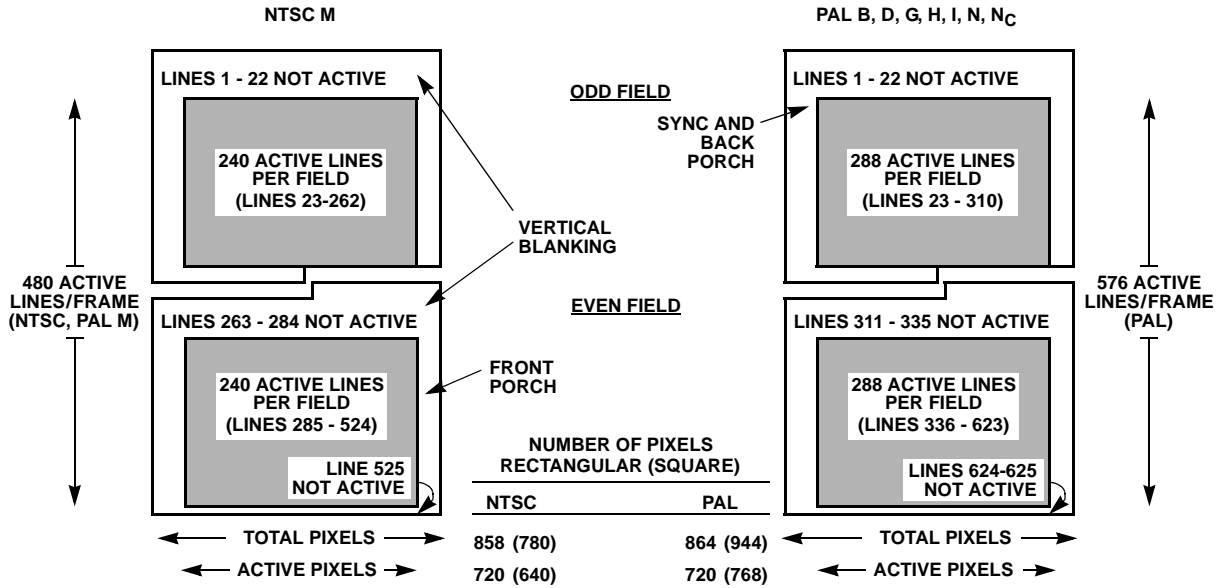 NTSC M
PAL B, D, G, H, I, N, NC
LINES 1 - 22 NOT ACTIVE
240 ACTIVE LINES
PER FIELD
(LINES 23-262)
ODD FIELD
SYNC AND
BACK
PORCH
LINES 1 - 22 NOT ACTIVE
288 ACTIVE LINES
PER FIELD
(LINES 23 - 310)
VERTICAL
BLANKING
480 ACTIVE
LINES/FRAME
(NTSC, PAL M)
576 ACTIVE
LINES/FRAME
(PAL)
EVEN FIELD
LINES 263 - 284 NOT ACTIVE
240 ACTIVE LINES
PER FIELD
(LINES 285 - 524)
LINE 525
NOT ACTIVE
FRONT
PORCH
LINES 311 - 335 NOT ACTIVE
288 ACTIVE LINES
PER FIELD
(LINES 336 - 623)
LINES 624-625
NOT ACTIVE
NUMBER OF PIXELS
RECTANGULAR (SQUARE)
NTSC PAL
TOTAL PIXELS 858 (780) 864 (944) TOTAL PIXELS
ACTIVE PIXELS 720 (640) 720 (768) ACTIVE PIXELS